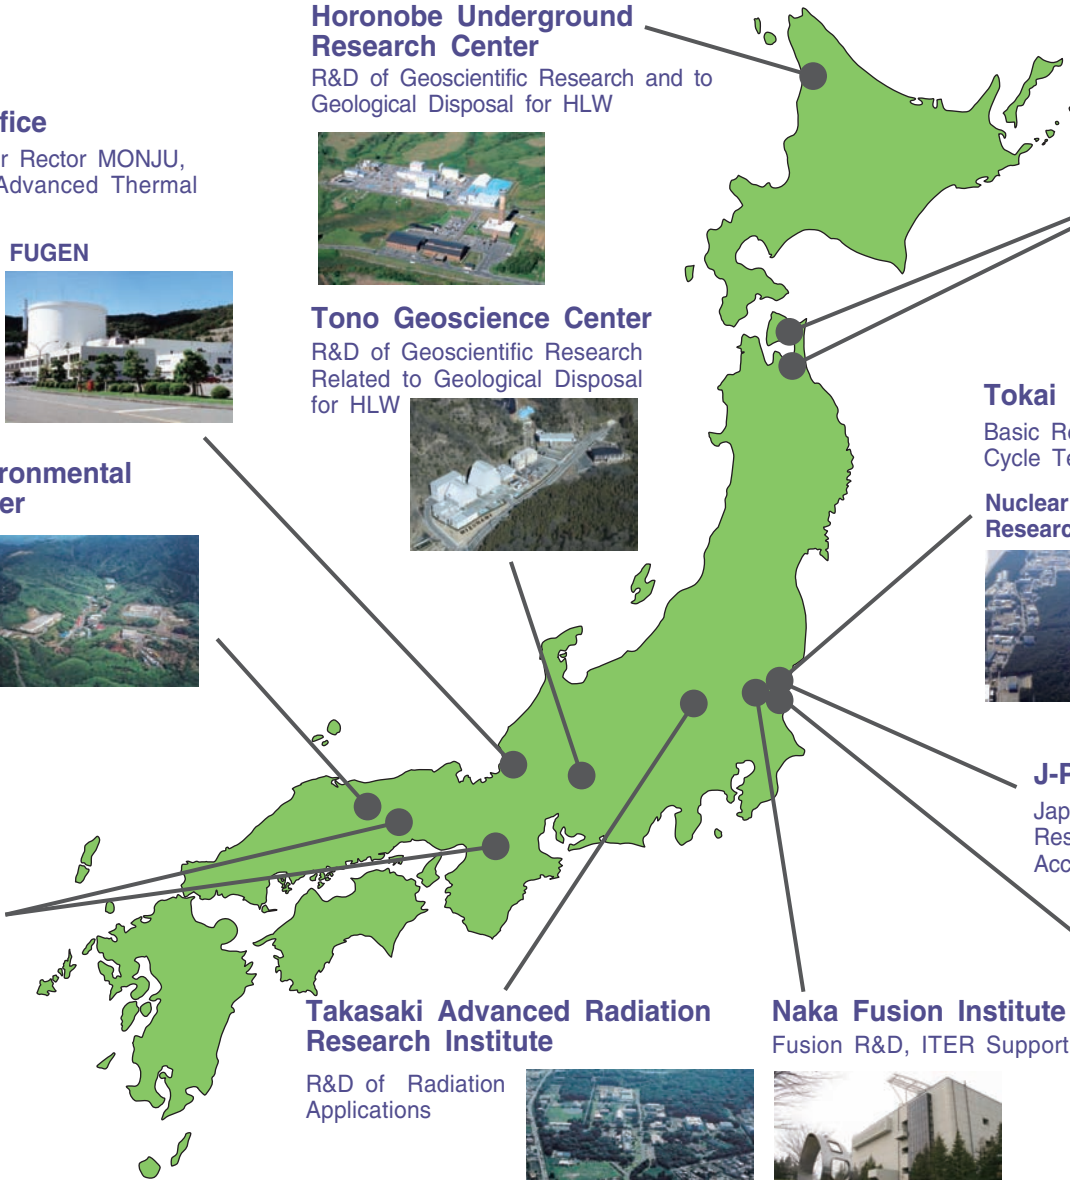 Horonobe Underground
Research Center
R&D of Geoscientific Research and to
Geological Disposal for HLW
fice
r Rector MONJU,
Advanced Thermal
FUGEN
Tono Geoscience Center
R&D of Geoscientific Research
Related to Geological Disposal
for HLW
ronmental
er
Tokai
Basic Re
Cycle Te
Nuclear
Researc
J-P
Jap
Res
Acc
Takasaki Advanced Radiation
Research Institute
R&D of Radiation
Applications
Naka Fusion Institute
Fusion R&D, ITER Support